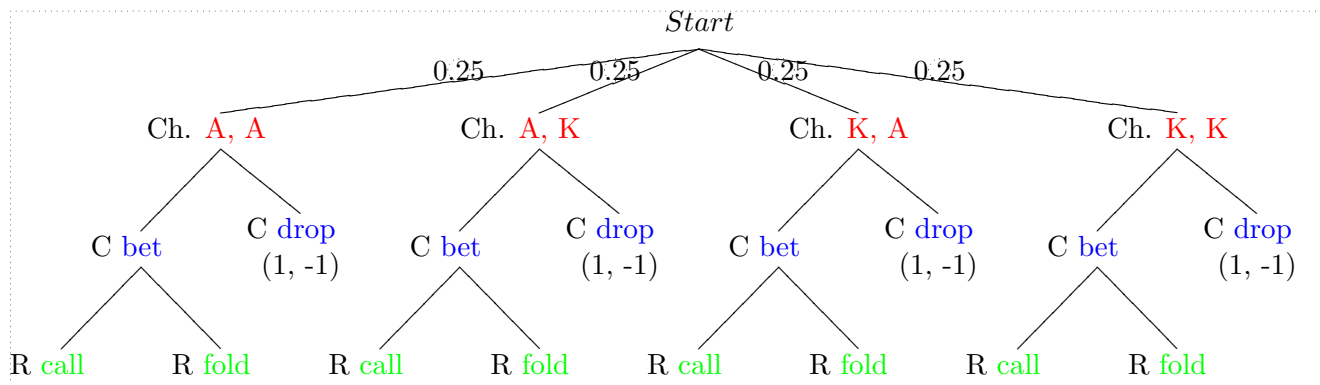 Start
0.25 0.25 0.25 0.25
Ch. A, A Ch. A, K Ch. K, A Ch. K, K
C drop C drop C drop C drop
C bet C bet C bet C bet
(1, -1) (1, -1) (1, -1) (1, -1)
R call R fold R call R fold R call R fold R call R fold